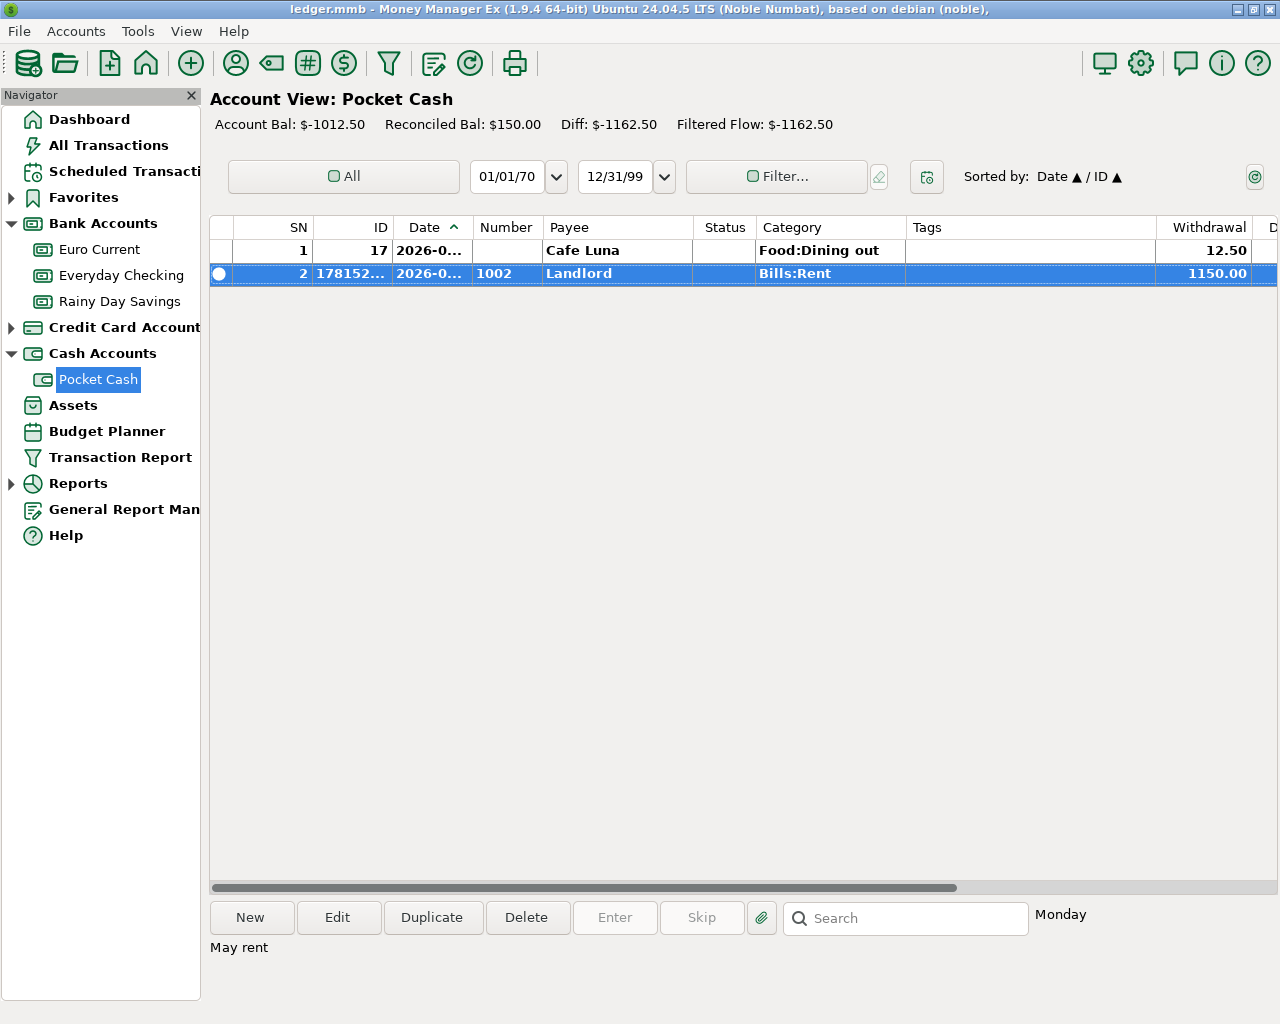 ledger.mmb - Money Manager Ex (1.9.4 64-bit) Ubuntu 24.04.5 LTS (Noble Numbat), based on debian (noble),
File Accounts Tools View Help
Navigator
Dashboard
All Transactions
Scheduled Transacti
Favorites
Bank Accounts
Euro Current
Everyday Checking
Rainy Day Savings
Credit Card Account
Cash Accounts
Pocket Cash
Assets
Budget Planner
Transaction Report
Reports
General Report Man
Help
Account View: Pocket Cash
Account Bal: $-1012.50 Reconciled Bal: $150.00 Diff: $-1162.50 Filtered Flow: $-1162.50
All 01/01/70 12/31/99 Filter... Sorted by: Date ▲ / ID ▲
SN ID Date Number Payee Status Category Tags Withdrawal D
1 17 2026-0... Cafe Luna Food:Dining out 12.50
2 178152... 2026-0... 1002 Landlord Bills:Rent 1150.00
New Edit Duplicate Delete Enter Skip Search Monday
May rent